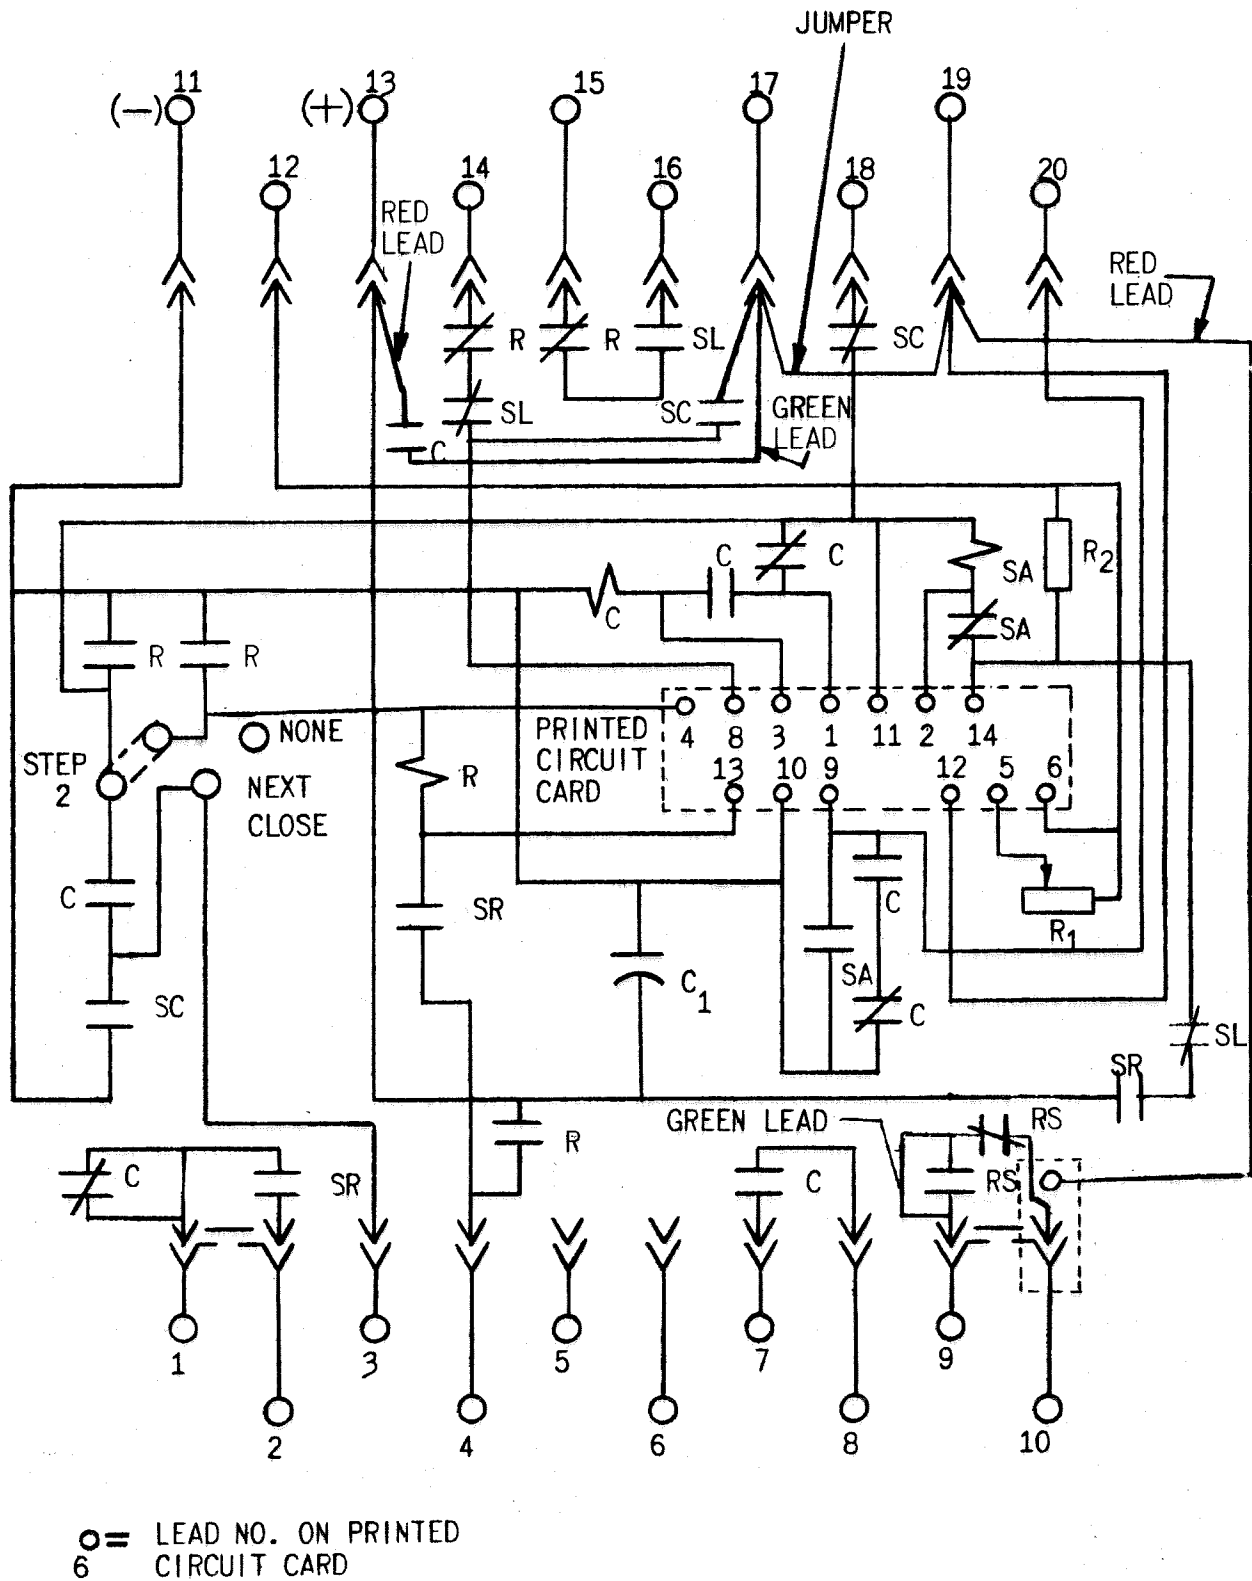 JUMPER
11
13
15
17
19
(—)
(+)
12
14
16
18
20
RED
LEAD
RED
LEAD
R
R
SL
SC
SL
SC
GREEN
LEAD
C
C
C
SA
R2
C
SA
R
R
NONE
PRINTED
CIRCUIT
CARD
4
8
3
1
11
2
14
STEP
2
R
13
10
9
12
5
6
NEXT
CLOSE
C
SR
C
R1
SC
C1
SA
C
SL
SR
GREEN LEAD
RS
R
C
SR
C
RS
1
3
5
7
9
2
4
6
8
10
O= LEAD NO. ON PRINTED
6 CIRCUIT CARD